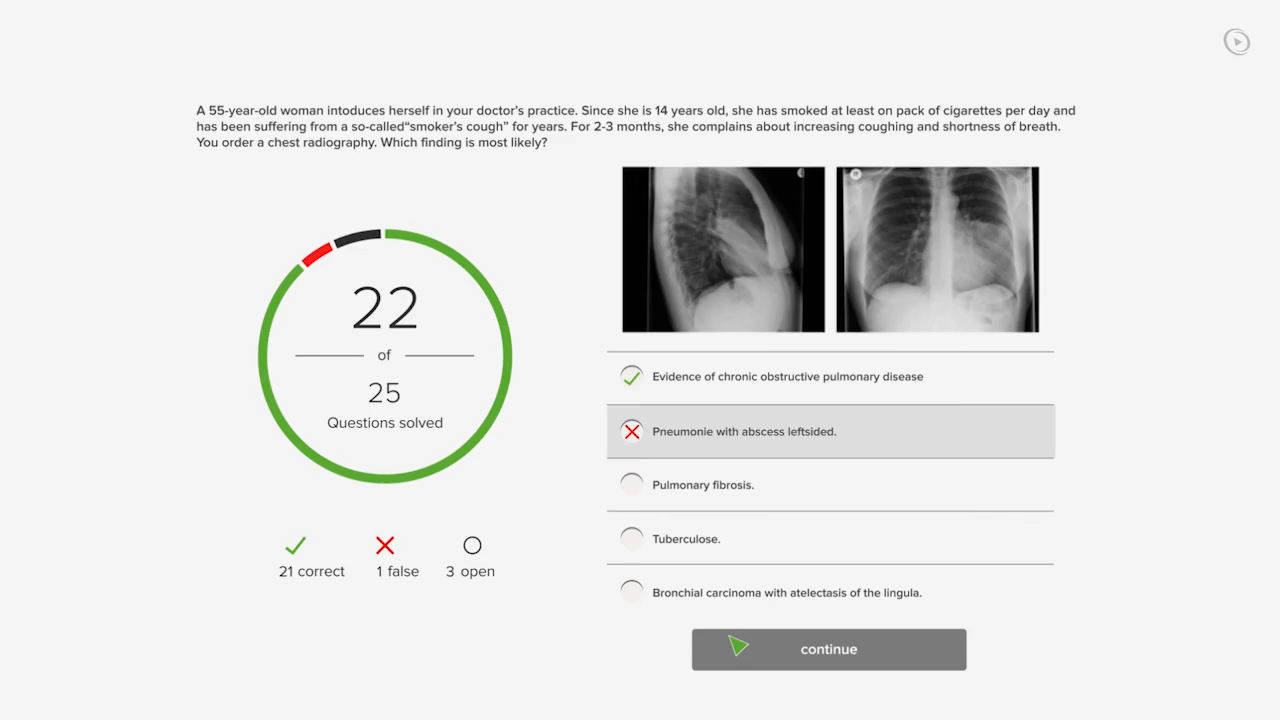 A 55-year-old woman intoduces herself in your doctor's practice. Since she is 14 years old, she has smoked at least on pack of cigarettes per day and
has been suffering from a so-called“smoker's cough” for years. For 2-3 months, she complains about increasing coughing and shortness of breath.
You order a chest radiography. Which finding is most likely?
22
of
25
Questions solved
21 correct
1 false
3 open
Evidence of chronic obstructive pulmonary disease
Pneumonie with abscess leftsided.
Pulmonary fibrosis.
Tuberculose.
Bronchial carcinoma with atelectasis of the lingula.
continue